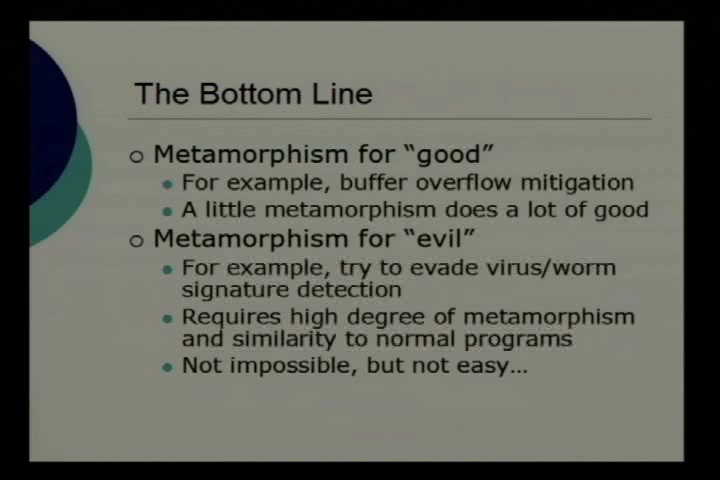 The Bottom Line
Metamorphism for “good”
For example, buffer overflow mitigation
A little metamorphism does a lot of good
Metamorphism for “evil”
For example, try to evade virus/worm
signature detection
Requires high degree of metamorphism
and similarity to normal programs
Not impossible, but not easy…